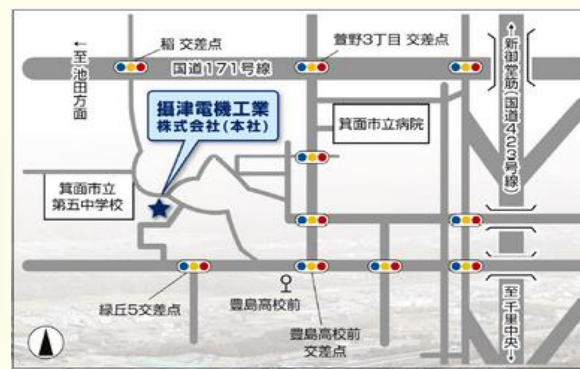 稲 交差点
萱野3丁目 交差点
←至 池田方面
国道171号線
←新御堂筋(国道423号線)→
攝津電機工業
株式会社(本社)
箕面市立病院
箕面市立
第五中学校
緑丘5交差点
豊島高校前
豊島高校前
交差点
至 千里中央→